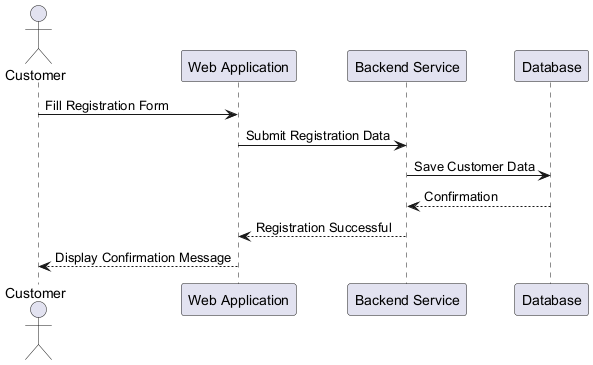 Customer
Web Application
Backend Service
Database
Fill Registration Form
Submit Registration Data
Save Customer Data
Confirmation
Registration Successful
Display Confirmation Message
Customer
Web Application
Backend Service
Database